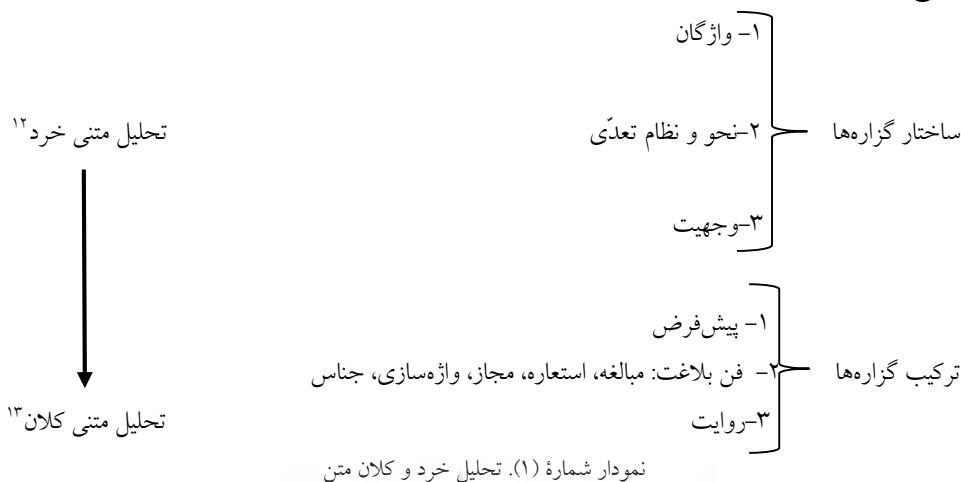 ۱- واژگان
ساختار گزاره‌ها
۲-نحو و نظام تعدّی
تحلیل متنی خرد۱۲
۳-وجهیت
۱- پیش‌فرض
ترکیب گزاره‌ها
۲- فن بلاغت: مبالغه، استعاره، مجاز، واژه‌سازی، جناس
۳-روایت
تحلیل متنی کلان۱۳
نمودار شمارۀ (۱). تحلیل خرد و کلان متن